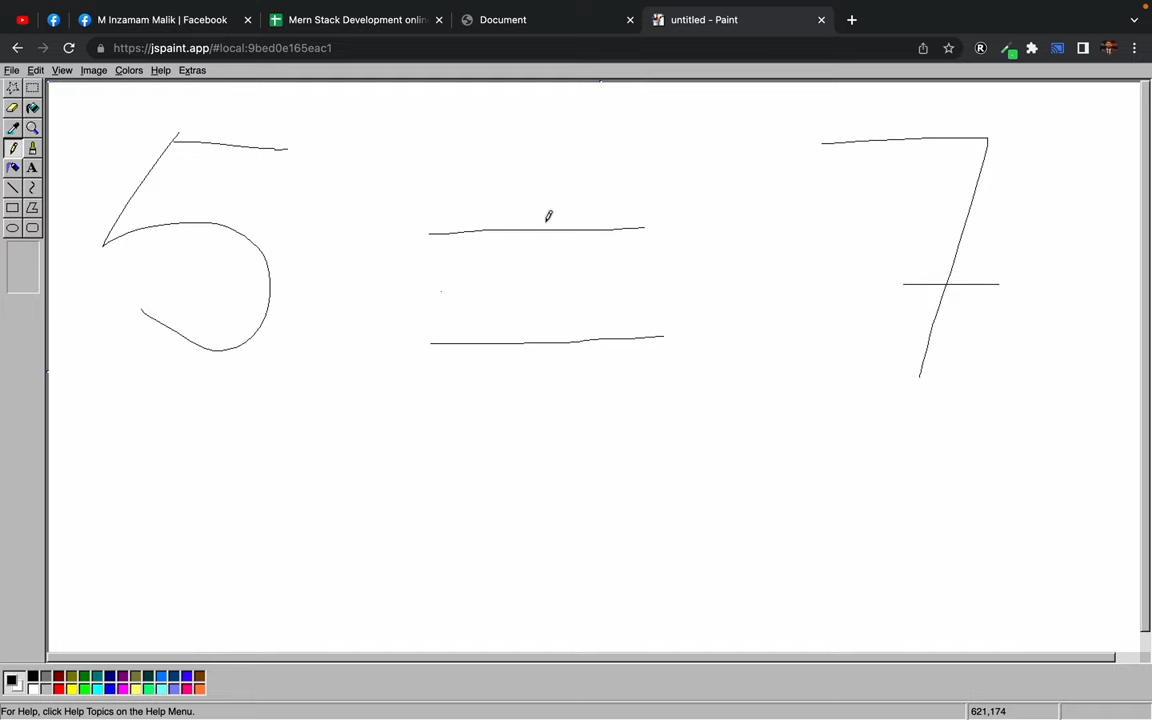 M Inzamam Malik | Facebook
Mern Stack Development onlin
Document
untitled - Paint
https://jspaint.app/#local:9bed0e165eac1
File Edit View Image Colors Help Extras
5 = 7
For Help, click Help Topics on the Help Menu.
621,174